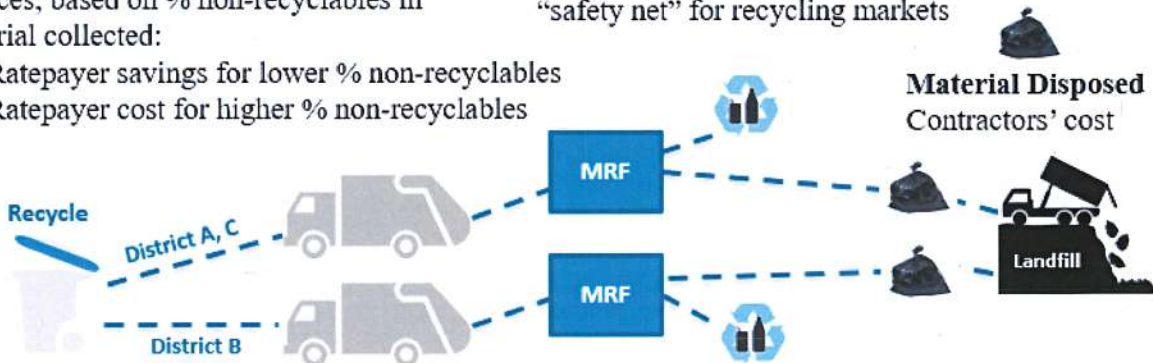 ces, based on % non-recyclables in
rial collected:
Ratepayer savings for lower % non-recyclables
Ratepayer cost for higher % non-recyclables
“safety net” for recycling markets
Material Disposed
Contractors’ cost
MRF
Recycle
District A, C
Landfill
MRF
District B